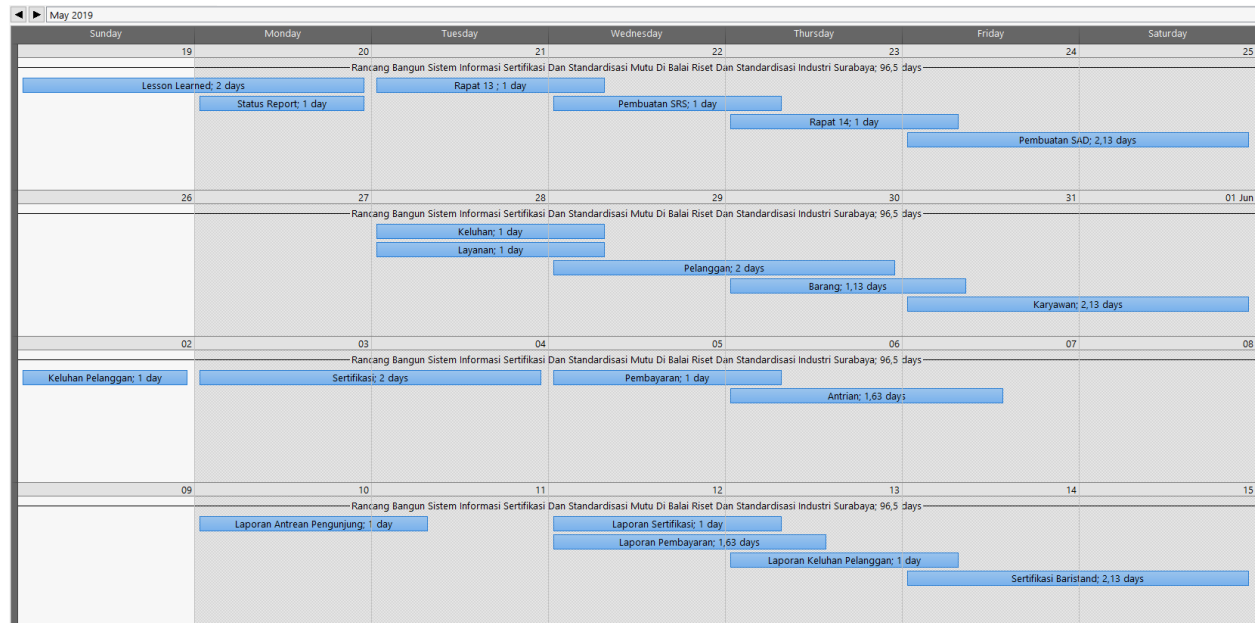 May 2019
Sunday Monday Tuesday Wednesday Thursday Friday Saturday
19 20 21 22 23 24 25
Rancang Bangun Sistem Informasi Sertifikasi Dan Standardisasi Mutu Di Balai Riset Dan Standardisasi Industri Surabaya; 96,5 days
Lesson Learned; 2 days Rapat 13 ; 1 day
Status Report; 1 day Pembuatan SRS; 1 day
Rapat 14; 1 day
Pembuatan SAD; 2,13 days
26 27 28 29 30 31 01 Jun
Rancang Bangun Sistem Informasi Sertifikasi Dan Standardisasi Mutu Di Balai Riset Dan Standardisasi Industri Surabaya; 96,5 days
Keluhan; 1 day
Layanan; 1 day
Pelanggan; 2 days
Barang; 1,13 days
Karyawan; 2,13 days
02 03 04 05 06 07 08
Rancang Bangun Sistem Informasi Sertifikasi Dan Standardisasi Mutu Di Balai Riset Dan Standardisasi Industri Surabaya; 96,5 days
Keluhan Pelanggan; 1 day Sertifikasi; 2 days Pembayaran; 1 day
Antrian; 1,63 days
09 10 11 12 13 14 15
Rancang Bangun Sistem Informasi Sertifikasi Dan Standardisasi Mutu Di Balai Riset Dan Standardisasi Industri Surabaya; 96,5 days
Laporan Antrean Pengunjung; 1 day Laporan Sertifikasi; 1 day
Laporan Pembayaran; 1,63 days
Laporan Keluhan Pelanggan; 1 day
Sertifikasi Baristand; 2,13 days